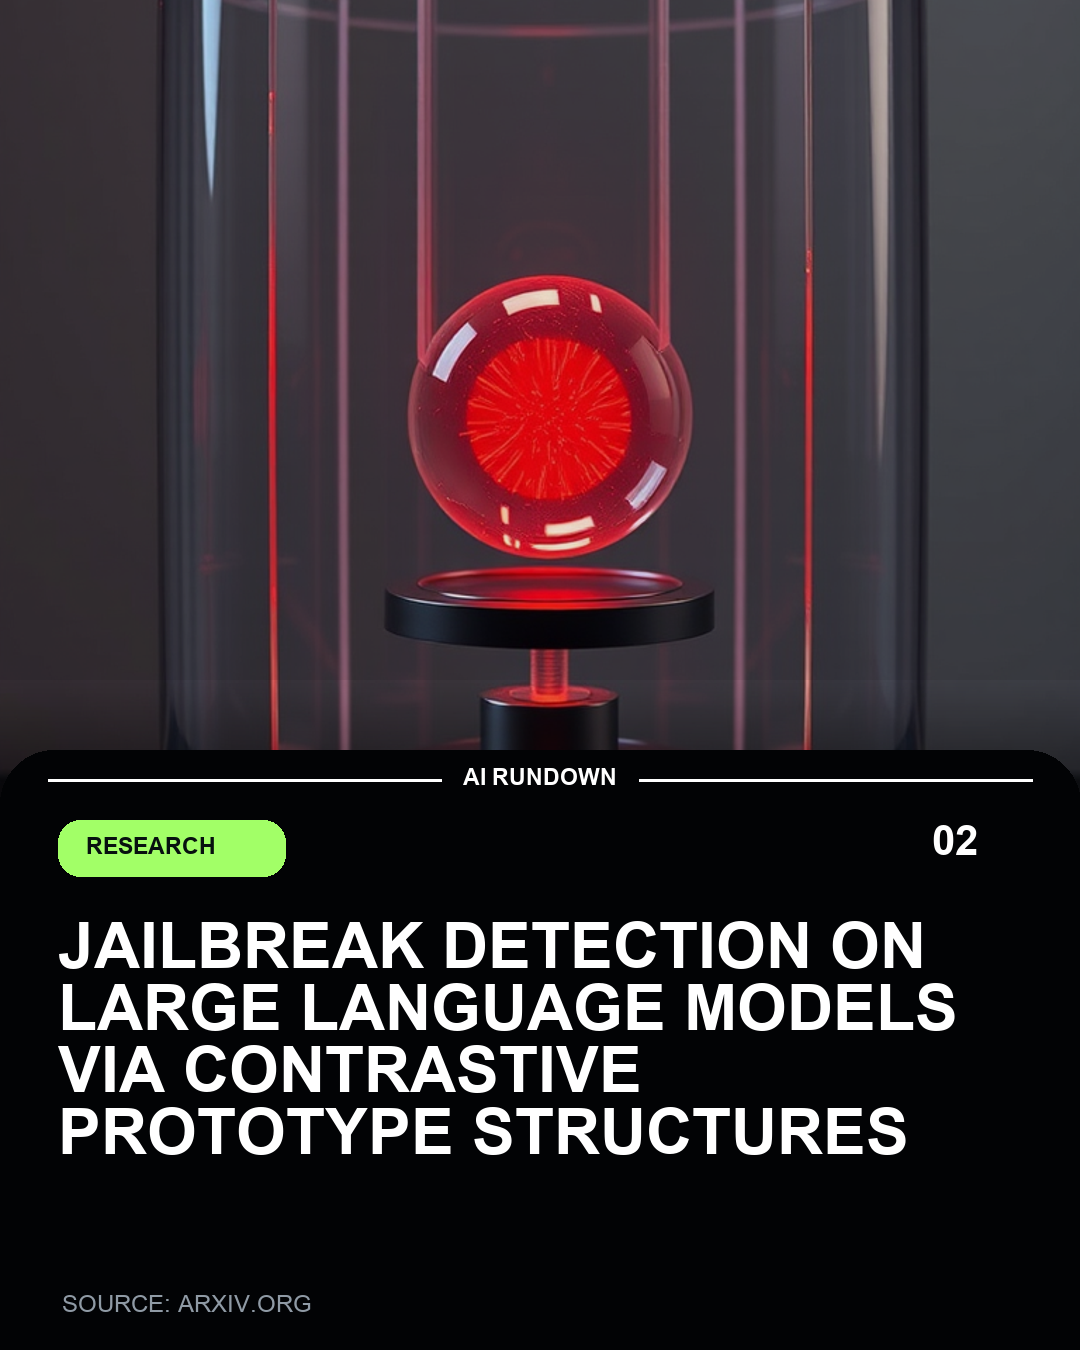 AI RUNDOWN
RESEARCH
02
JAILBREAK DETECTION ON
LARGE LANGUAGE MODELS
VIA CONTRASTIVE
PROTOTYPE STRUCTURES
SOURCE: ARXIV.ORG